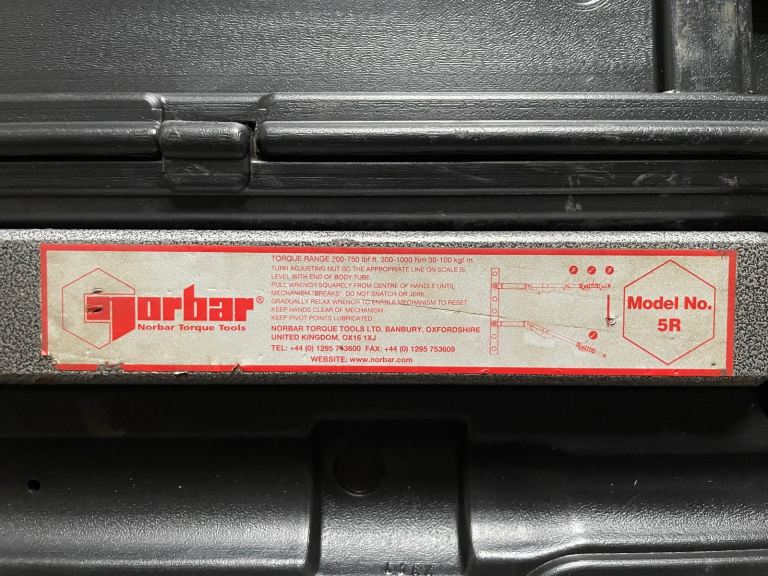 norbar®
Norbar Torque Tools
TORQUE RANGE 200-750 lbf ft. 300-1000 Nm 30-100 kgf m.
TURN ADJUSTING NUT SO THE APPROPRIATE LINE ON SCALE IS
LEVEL WITH END OF BODY TUBE.
PULL WRENCH SQUARELY FROM CENTRE OF HANDLE UNTIL
MECHANISM "BREAKS". DO NOT SNATCH OR JERK.
GRADUALLY RELAX WRENCH TO ENABLE MECHANISM TO RESET
KEEP HANDS CLEAR OF MECHANISM
KEEP PIVOT POINTS LUBRICATED
NORBAR TORQUE TOOLS LTD. BANBURY, OXFORDSHIRE
UNITED KINGDOM, OX16 1XJ
TEL: +44 (0) 1295 753600 FAX: +44 (0) 1295 753609
WEBSITE: www.norbar.com
Model No.
5R